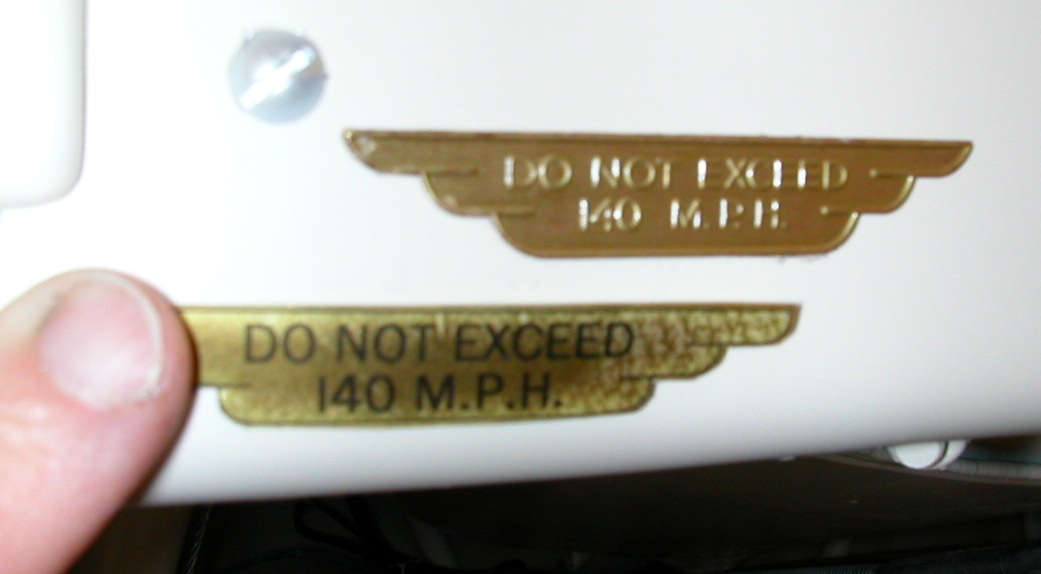 DO NOT EXCEED
140 M.P.H.
DO NOT EXCEED
140 M.P.H.